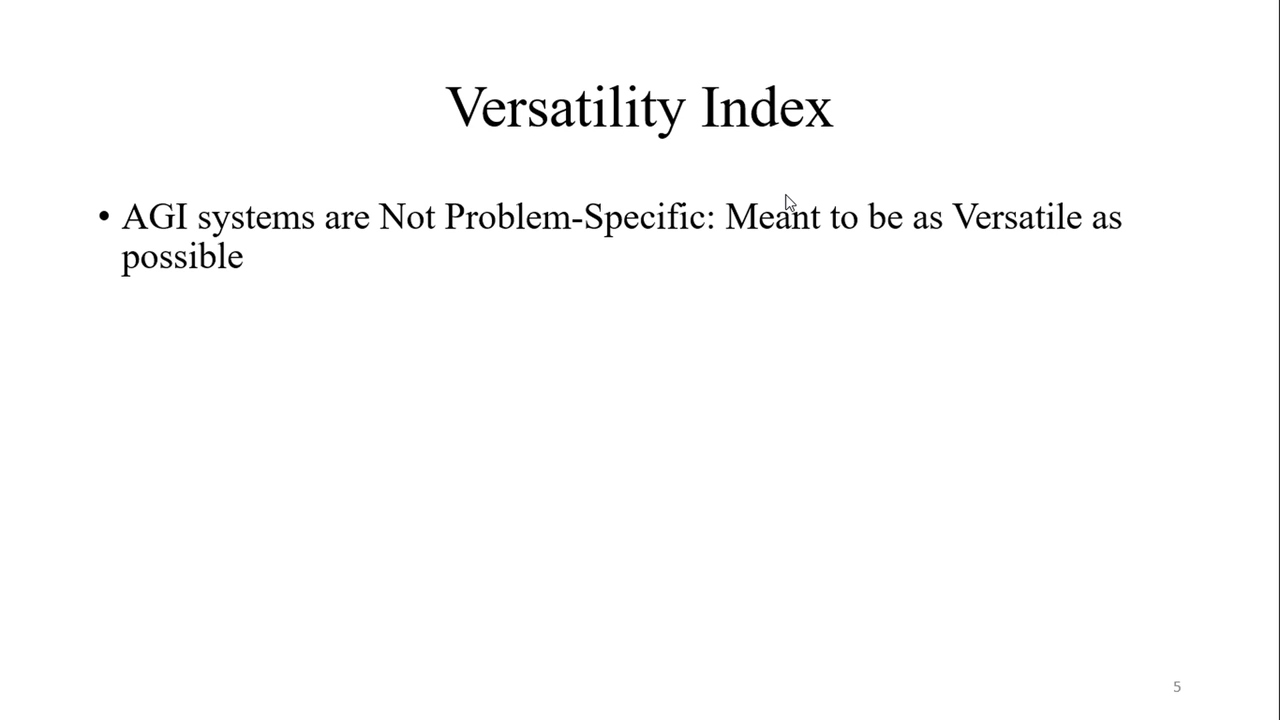 Versatility Index
• AGI systems are Not Problem-Specific: Meant to be as Versatile as
possible
5